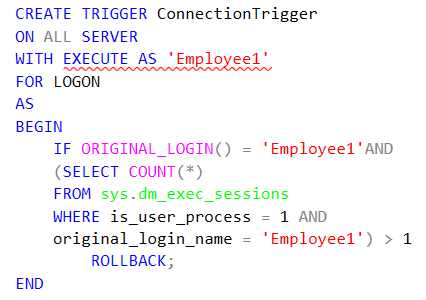 CREATE TRIGGER ConnectionTrigger
ON ALL SERVER
WITH EXECUTE AS 'Employee1'
FOR LOGON
AS
BEGIN
IF ORIGINAL_LOGIN() = 'Employee1'AND
(SELECT COUNT(*)
FROM sys.dm_exec_sessions
WHERE is_user_process = 1 AND
original_login_name = 'Employee1') > 1
ROLLBACK;
END